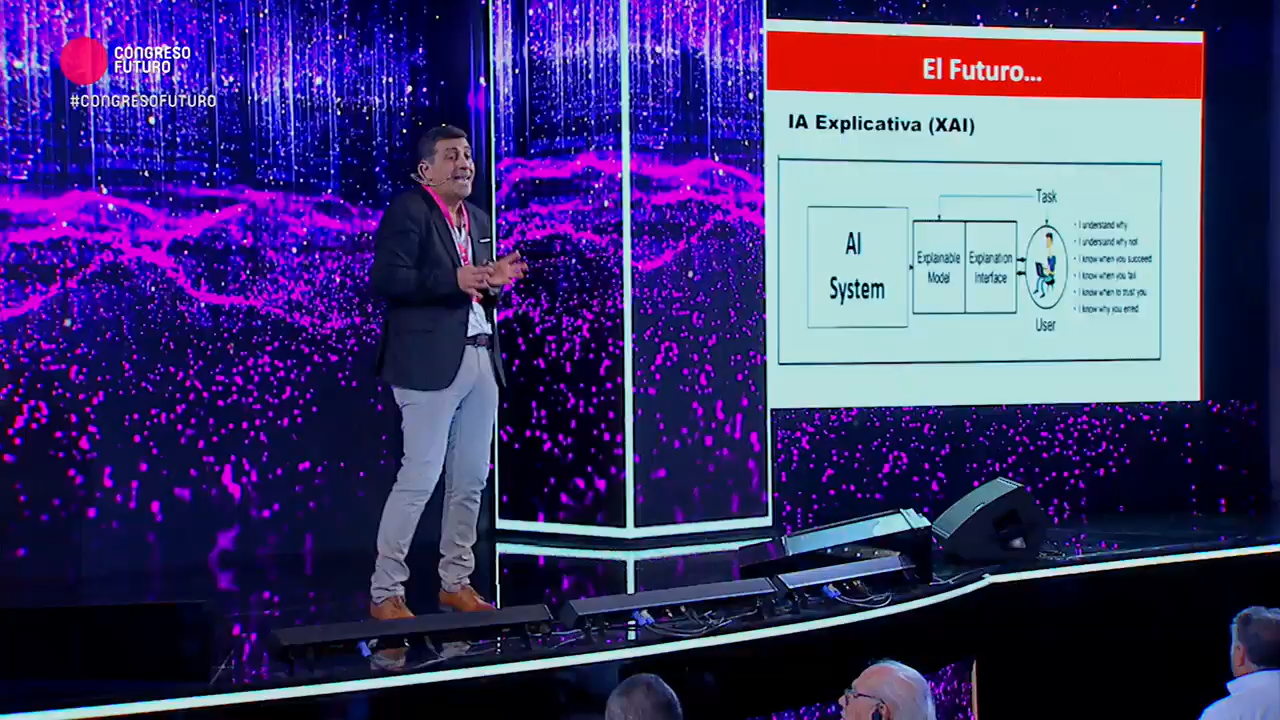 CONGRESO
FUTURO
#CONGRESOFUTURO
El Futuro...
IA Explicativa (XAI)
Task
AI
System
Explainable
Model
Explanation
Interface
User
• I understand why
• I understand why not
• I know when you succeed
• I know when you fail
• I know when to trust you
• I know why you erred